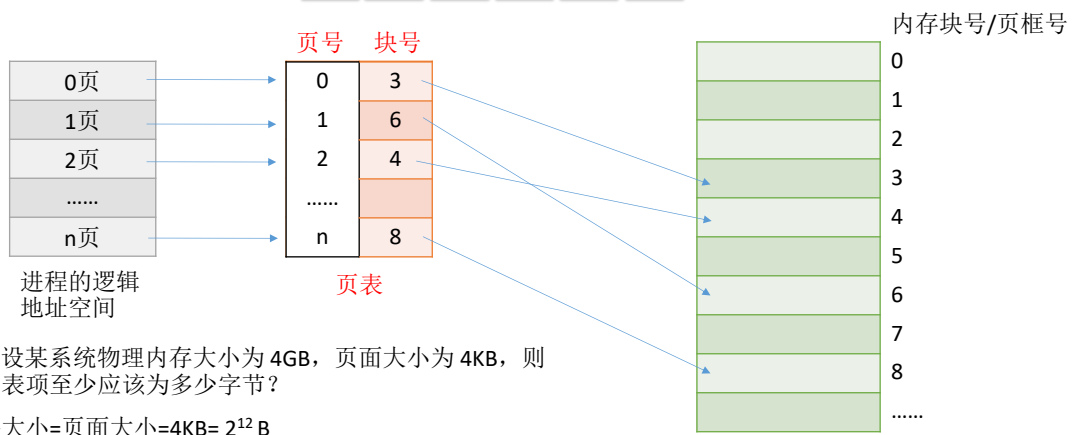 内存块号/页框号
页号 块号
0页
1页
2页
……
n页
0 3
1 6
2 4
……
n 8
0
1
2
3
4
5
6
7
8
……
进程的逻辑
地址空间
页表
设某系统物理内存大小为 4GB，页面大小为 4KB，则
表项至少应该为多少字节？
大小=页面大小=4KB= 2¹² B